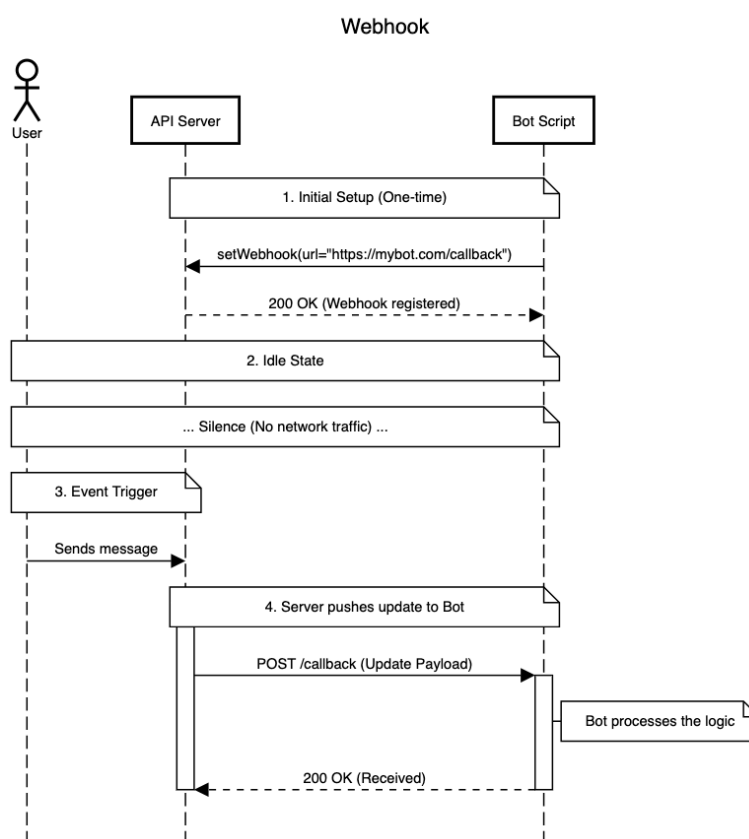 Webhook
User
API Server
Bot Script
1. Initial Setup (One-time)
setWebhook(url="https://mybot.com/callback")
200 OK (Webhook registered)
2. Idle State
... Silence (No network traffic) ...
3. Event Trigger
Sends message
4. Server pushes update to Bot
POST /callback (Update Payload)
Bot processes the logic
200 OK (Received)